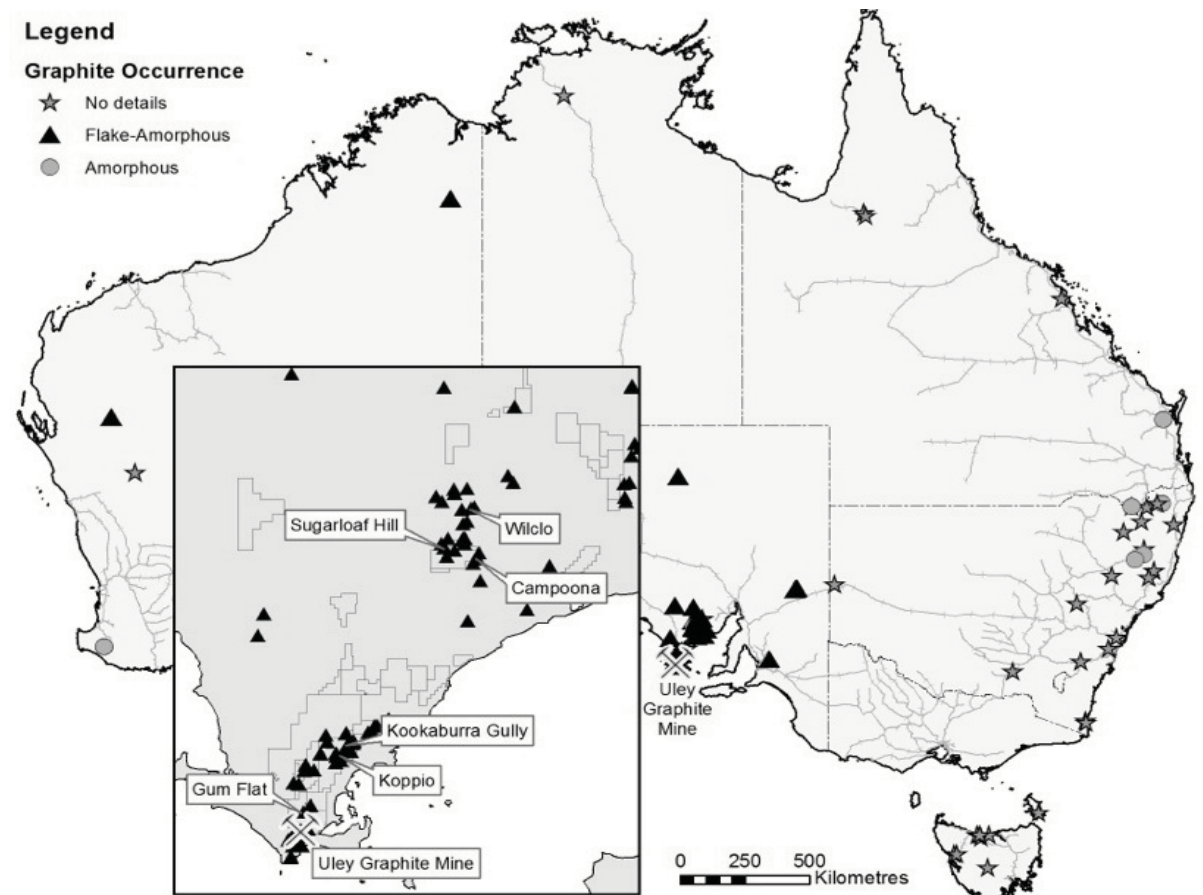 Legend
Graphite Occurrence
No details
Flake-Amorphous
Amorphous
Sugarloaf Hill
Wilclo
Campoona
Kookaburra Gully
Koppio
Gum Flat
Uley Graphite Mine
Uley
Graphite
Mine
0 250 500
Kilometres